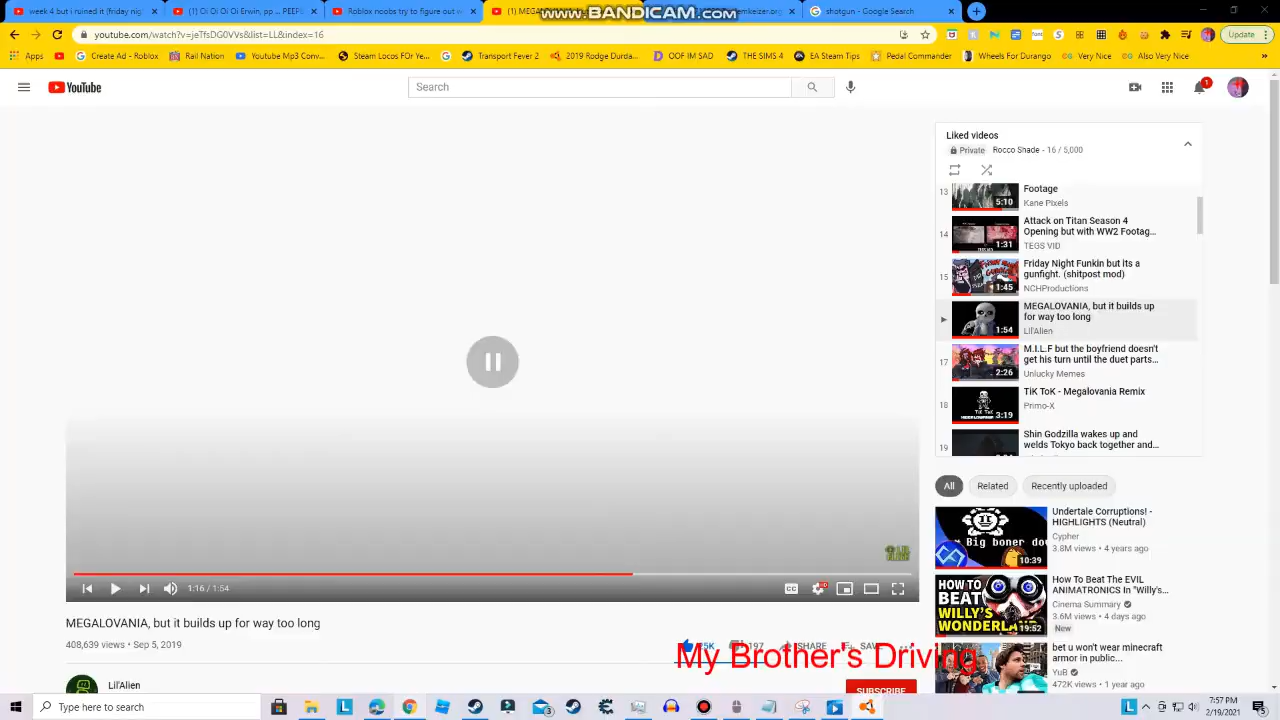 www.BANDICAM.com
week 4 but i ruined it (friday nig
Oi Oi Oi Oi Erwin, pp ... PEEPS
Roblox noobs try to figure out w
shotgun - Google Search
youtube.com/watch?v=jeTfsDG0VVs&list=LL&index=16
Update
Apps
Create Ad - Roblox
Rail Nation
Youtube Mp3 Conv...
Steam Locos FOr Ye...
Transport Fever 2
2019 Rodge Durda...
OOF IM SAD
THE SIMS 4
EA Steam Tips
Pedal Commander
Wheels For Durango
Very Nice
Also Very Nice
YouTube
Search
1
Liked videos
Private Rocco Shade - 16 / 5,000
13
Footage
Kane Pixels
5:10
14
Attack on Titan Season 4
Opening but with WW2 Footag...
TEGS VID
1:31
15
Friday Night Funkin but its a
gunfight. (shitpost mod)
NCHProductions
1:45
MEGALOVANIA, but it builds up
for way too long
Lil'Alien
1:54
17
M.I.L.F but the boyfriend doesn't
get his turn until the duet parts...
Unlucky Memes
2:26
18
TiK ToK - Megalovania Remix
Primo-X
3:19
19
Shin Godzilla wakes up and
welds Tokyo back together and...
All Related Recently uploaded
Undertale Corruptions! -
HIGHLIGHTS (Neutral)
Cypher
3.8M views • 4 years ago
Big boner do
10:39
How To Beat The EVIL
ANIMATRONICS In "Willy's...
Cinema Summary
3.6M views • 4 days ago
New
HOW TO
BEAT
WILLY'S
WONDERLA
19:52
bet u won't wear minecraft
armor in public...
YuB
472K views • 1 year ago
1:16 / 1:54
MEGALOVANIA, but it builds up for way too long
408,639 views • Sep 5, 2019
197 SHARE SAVE
My Brother's Driving
Lil'Alien
SUBSCRIBE
Type here to search
7:57 PM
2/19/2021